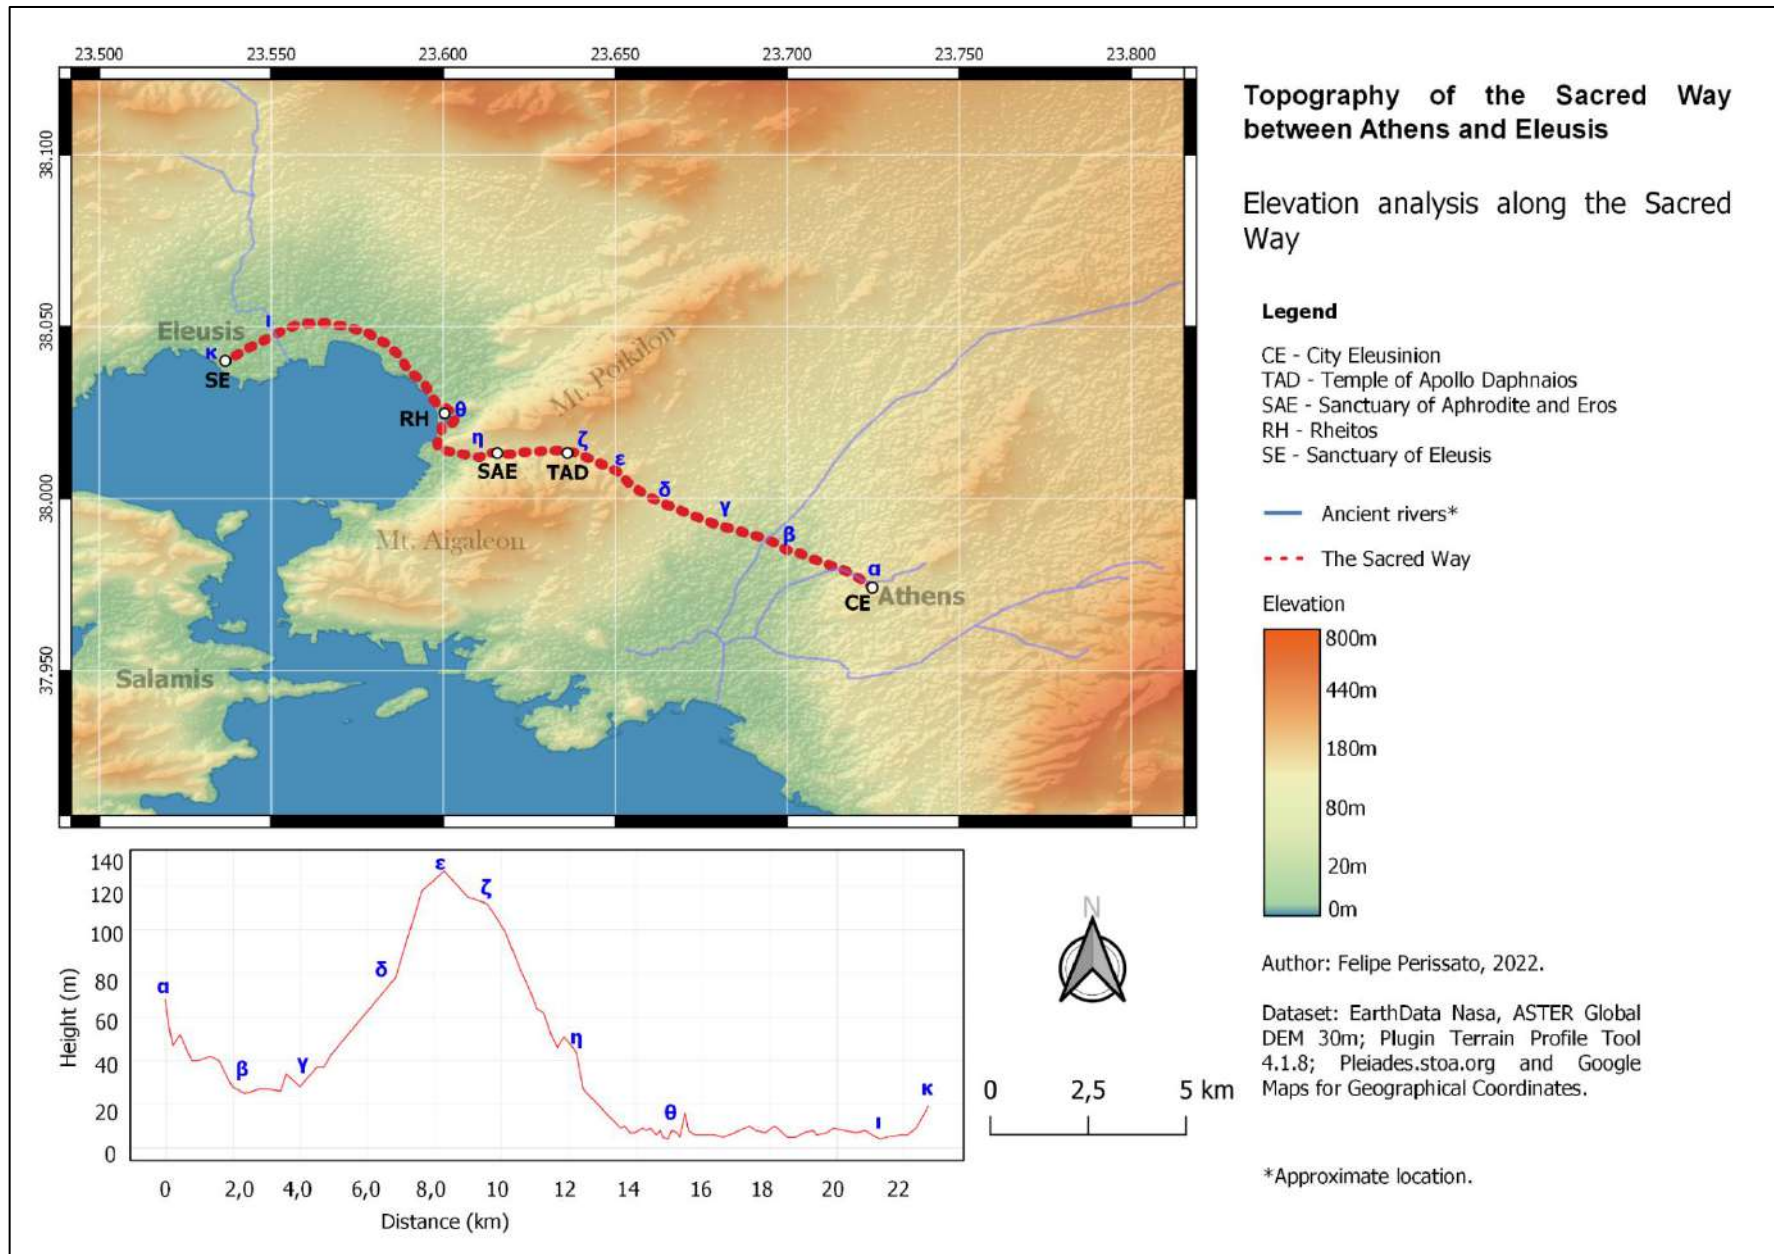 23.500 23.550 23.600 23.650 23.700 23.750 23.800
38.100
38.050
38.000
37.950
Eleusis
κ
ι
SE
RH
θ
Mt. Poikilon
η
SAE
TAD
ζ
ε
δ
γ
β
α
CE
Athens
Mt. Aigaleon
Salamis
Topography of the Sacred Way
between Athens and Eleusis
Elevation analysis along the Sacred
Way
Legend
CE - City Eleusinion
TAD - Temple of Apollo Daphnaios
SAE - Sanctuary of Aphrodite and Eros
RH - Rheitos
SE - Sanctuary of Eleusis
Ancient rivers*
The Sacred Way
Elevation
800m
440m
180m
80m
20m
0m
140
120
100
80
60
40
20
0
Height (m)
α
β
γ
δ
ε
ζ
η
θ
ι
κ
0 2,0 4,0 6,0 8,0 10 12 14 16 18 20 22
Distance (km)
N
0 2,5 5 km
Author: Felipe Perissato, 2022.
Dataset: EarthData Nasa, ASTER Global
DEM 30m; Plugin Terrain Profile Tool
4.1.8; Pleiades.stoa.org and Google
Maps for Geographical Coordinates.
*Approximate location.